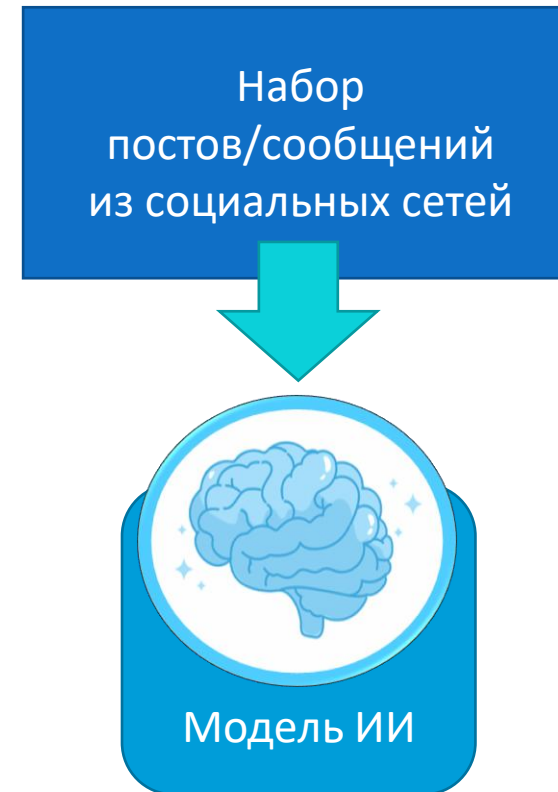 Набор
постов/сообщений
из социальных сетей
Модель ИИ